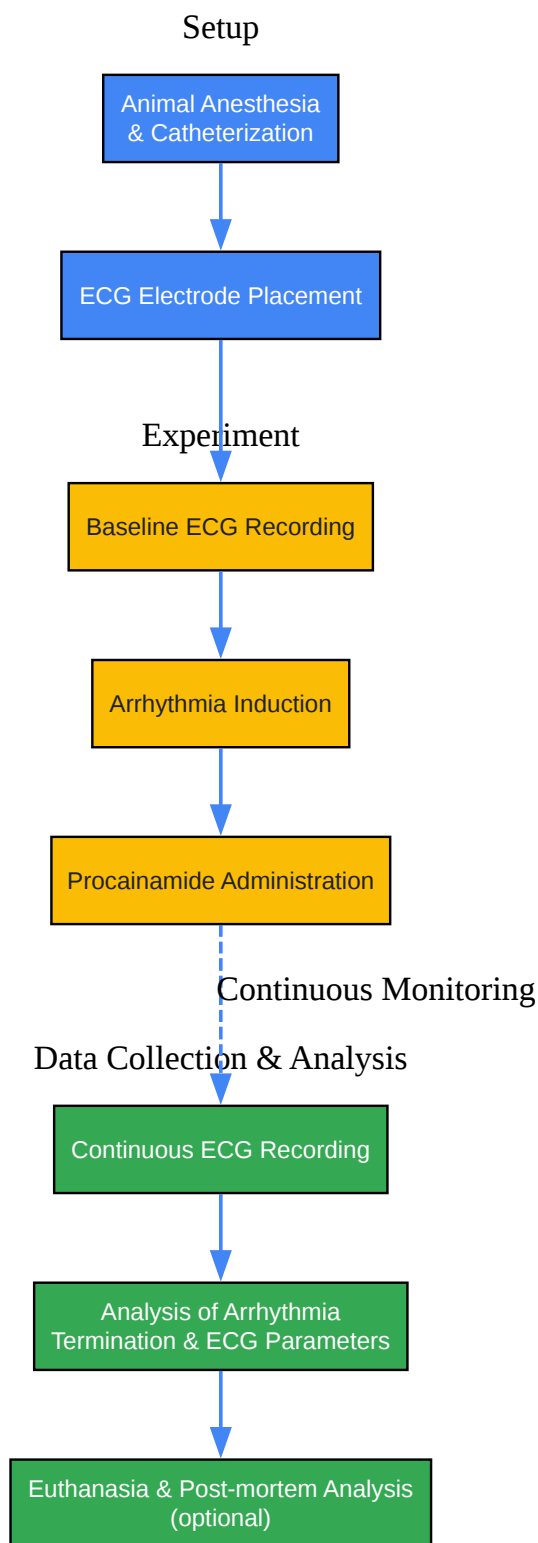 Setup
Animal Anesthesia
& Catheterization
ECG Electrode Placement
Experiment
Baseline ECG Recording
Arrhythmia Induction
Procainamide Administration
Continuous Monitoring
Data Collection & Analysis
Continuous ECG Recording
Analysis of Arrhythmia
Termination & ECG Parameters
Euthanasia & Post-mortem Analysis
(optional)